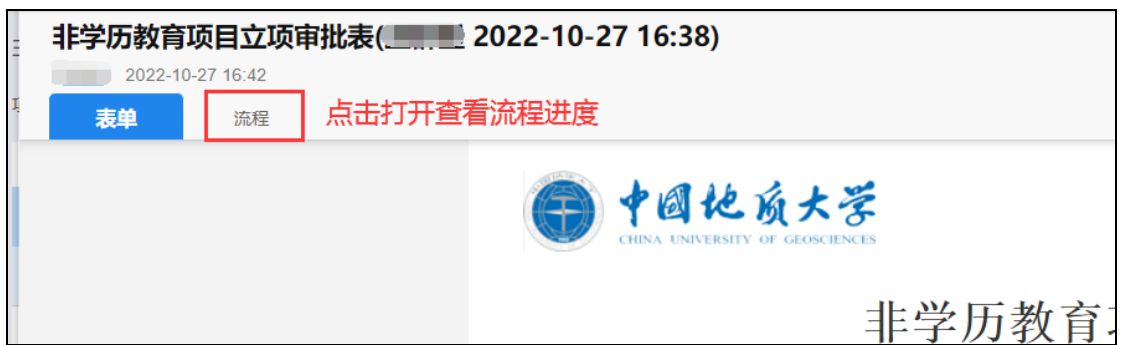 非学历教育项目立项审批表( 2022-10-27 16:38)
2022-10-27 16:42
表单
流程
点击打开查看流程进度
中國地质大学
CHINA UNIVERSITY OF GEOSCIENCES
非学历教育